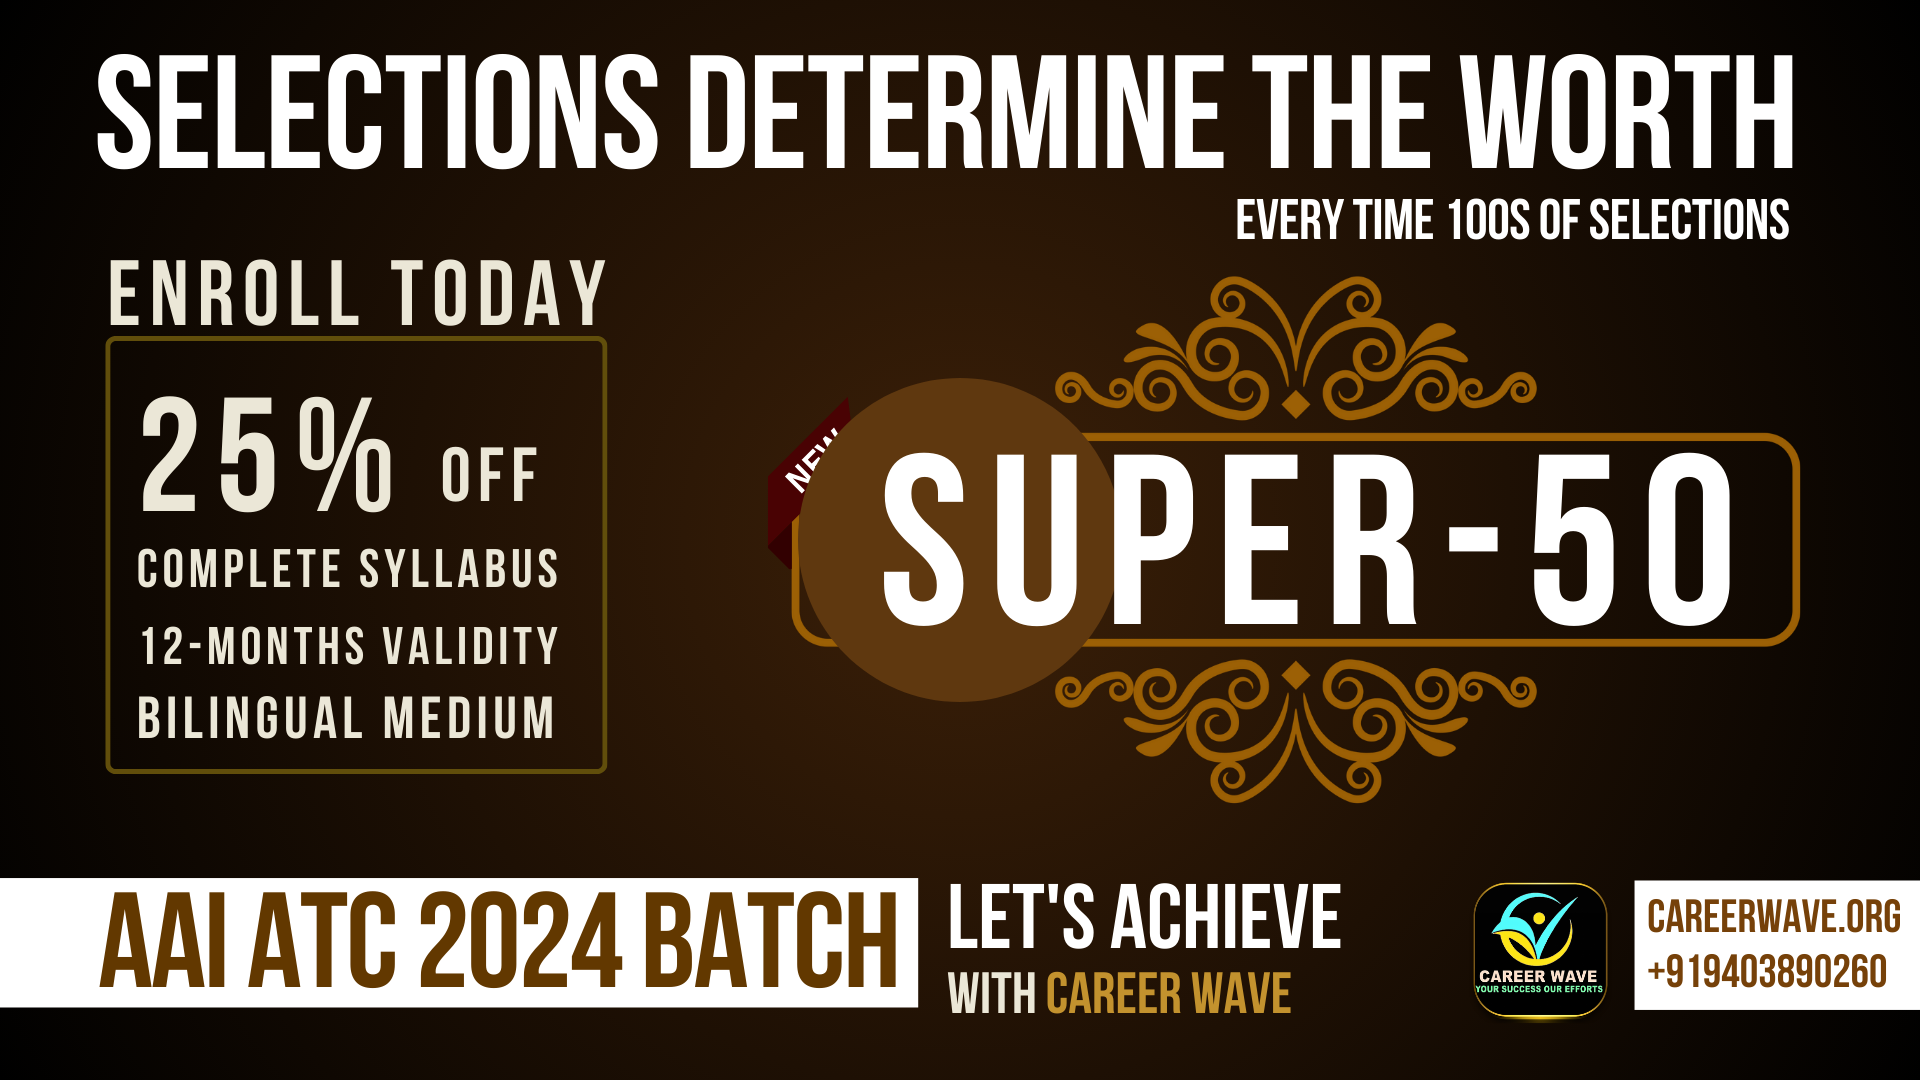 SELECTIONS DETERMINE THE WORTH
EVERY TIME 100S OF SELECTIONS
ENROLL TODAY
25% OFF
COMPLETE SYLLABUS
12-MONTHS VALIDITY
BILINGUAL MEDIUM
NEW
SUPER-50
AAI ATC 2024 BATCH
LET'S ACHIEVE
WITH CAREER WAVE
CAREER WAVE
YOUR SUCCESS OUR EFFORTS
CAREERWAVE.ORG
+919403890260